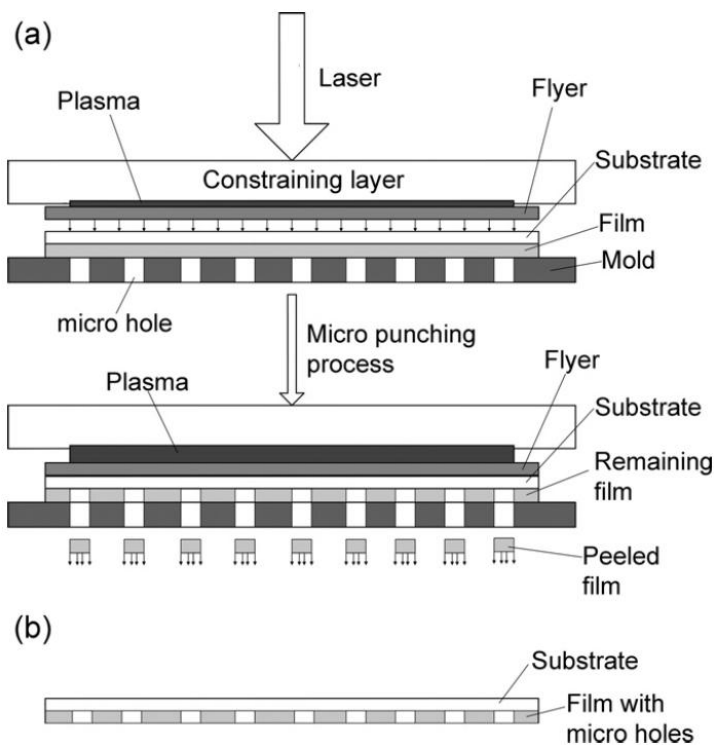 (a)
Laser
Plasma
Flyer
Substrate
Constraining layer
Film
Mold
micro hole
Micro punching
process
Plasma
Flyer
Substrate
Remaining
film
Peeled
film
(b)
Substrate
Film with
micro holes